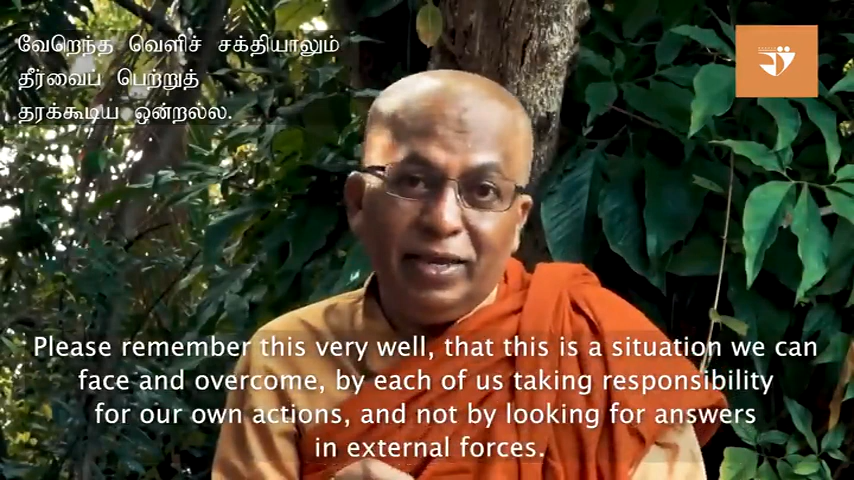 வேறெந்த வெளிச் சக்தியாலும்
தீர்வைப் பெற்றுத்
தரக்கூடிய ஒன்றல்ல.
Please remember this very well, that this is a situation we can
face and overcome, by each of us taking responsibility
for our own actions, and not by looking for answers
in external forces.